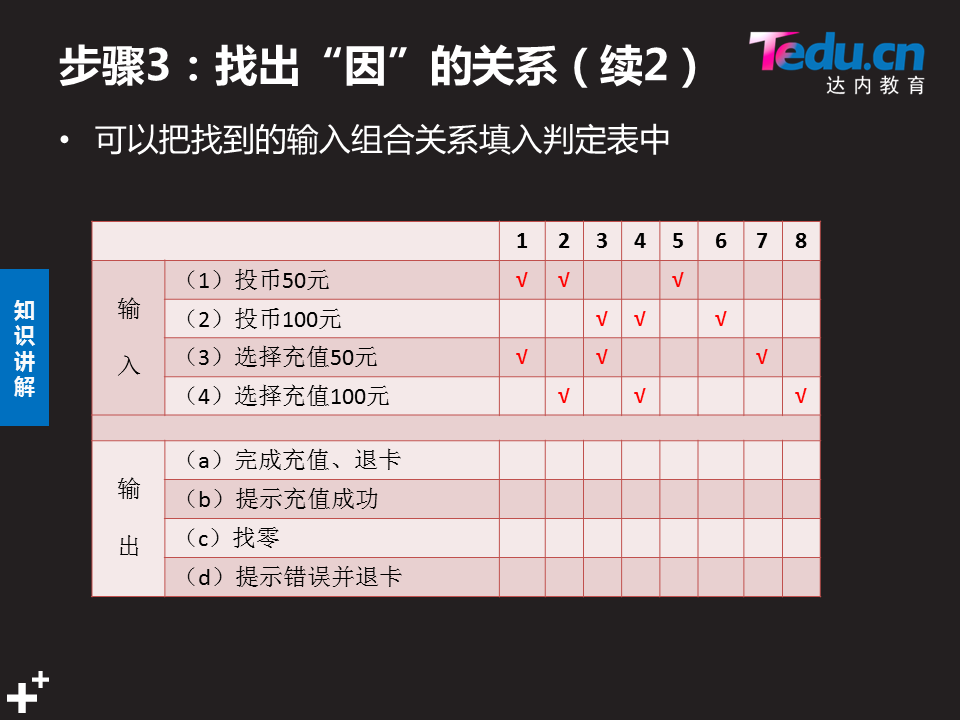 步骤3：找出“因”的关系（续2）
Tedu.cn
达内教育
• 可以把找到的输入组合关系填入判定表中
知识讲解
1 2 3 4 5 6 7 8
输入
（1）投币50元 √ √ √
（2）投币100元 √ √ √
（3）选择充值50元 √ √ √
（4）选择充值100元 √ √ √
输出
（a）完成充值、退卡
（b）提示充值成功
（c）找零
（d）提示错误并退卡